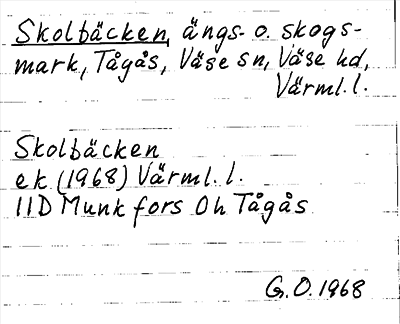 Skolbäcken, ängs- o. skogs-
mark, Tågås, Väse sn, Väse hd,
Värml. l.
Skolbäcken
ek (1968) Värml. l.
11D Munkfors 0h Tågås
G.O. 1968